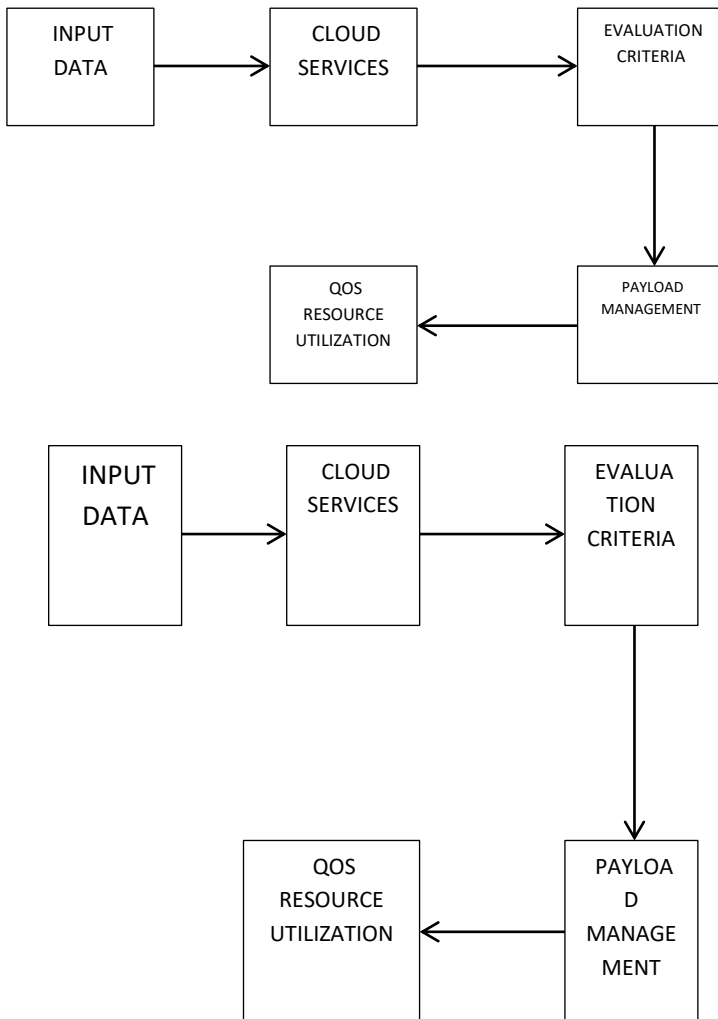 INPUT
DATA
CLOUD
SERVICES
EVALUATION
CRITERIA
QOS
RESOURCE
UTILIZATION
PAYLOAD
MANAGEMENT
INPUT
DATA
CLOUD
SERVICES
EVALUA
TION
CRITERIA
QOS
RESOURCE
UTILIZATION
PAYLOA
D
MANAGE
MENT